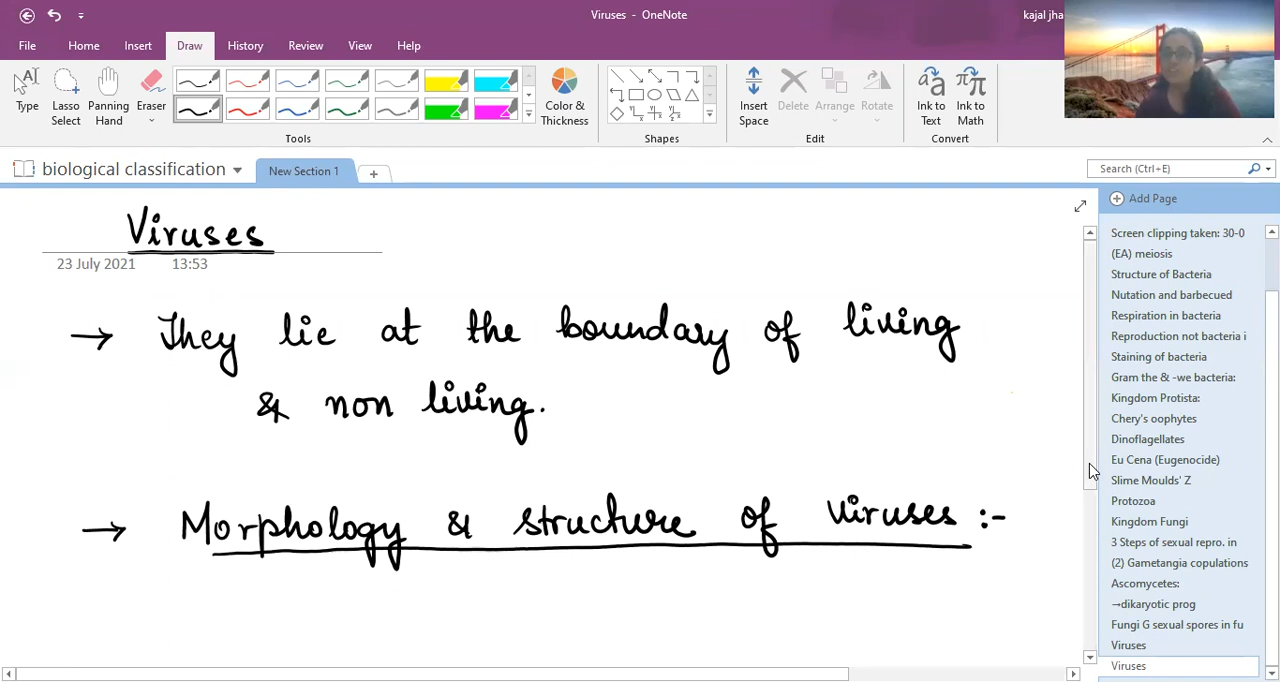 Viruses - OneNote
kajal jha
File Home Insert Draw History Review View Help
Type
Lasso Select
Panning Hand
Eraser
Color & Thickness
Insert Space
Delete
Arrange
Rotate
Ink to Text
Ink to Math
Tools
Shapes
Edit
Convert
biological classification
New Section 1
Search (Ctrl+E)
Viruses
23 July 2021 13:53
→ They lie at the boundary of living
& non living.
→ Morphology & structure of viruses :-
Add Page
Screen clipping taken: 30-0
(EA) meiosis
Structure of Bacteria
Nutation and barbecued
Respiration in bacteria
Reproduction not bacteria i
Staining of bacteria
Gram the & -we bacteria:
Kingdom Protista:
Chery's oophytes
Dinoflagellates
Eu Cena (Eugenocide)
Slime Moulds' Z
Protozoa
Kingdom Fungi
3 Steps of sexual repro. in
(2) Gametangia copulations
Ascomycetes:
→dikaryotic prog
Fungi G sexual spores in fu
Viruses
Viruses